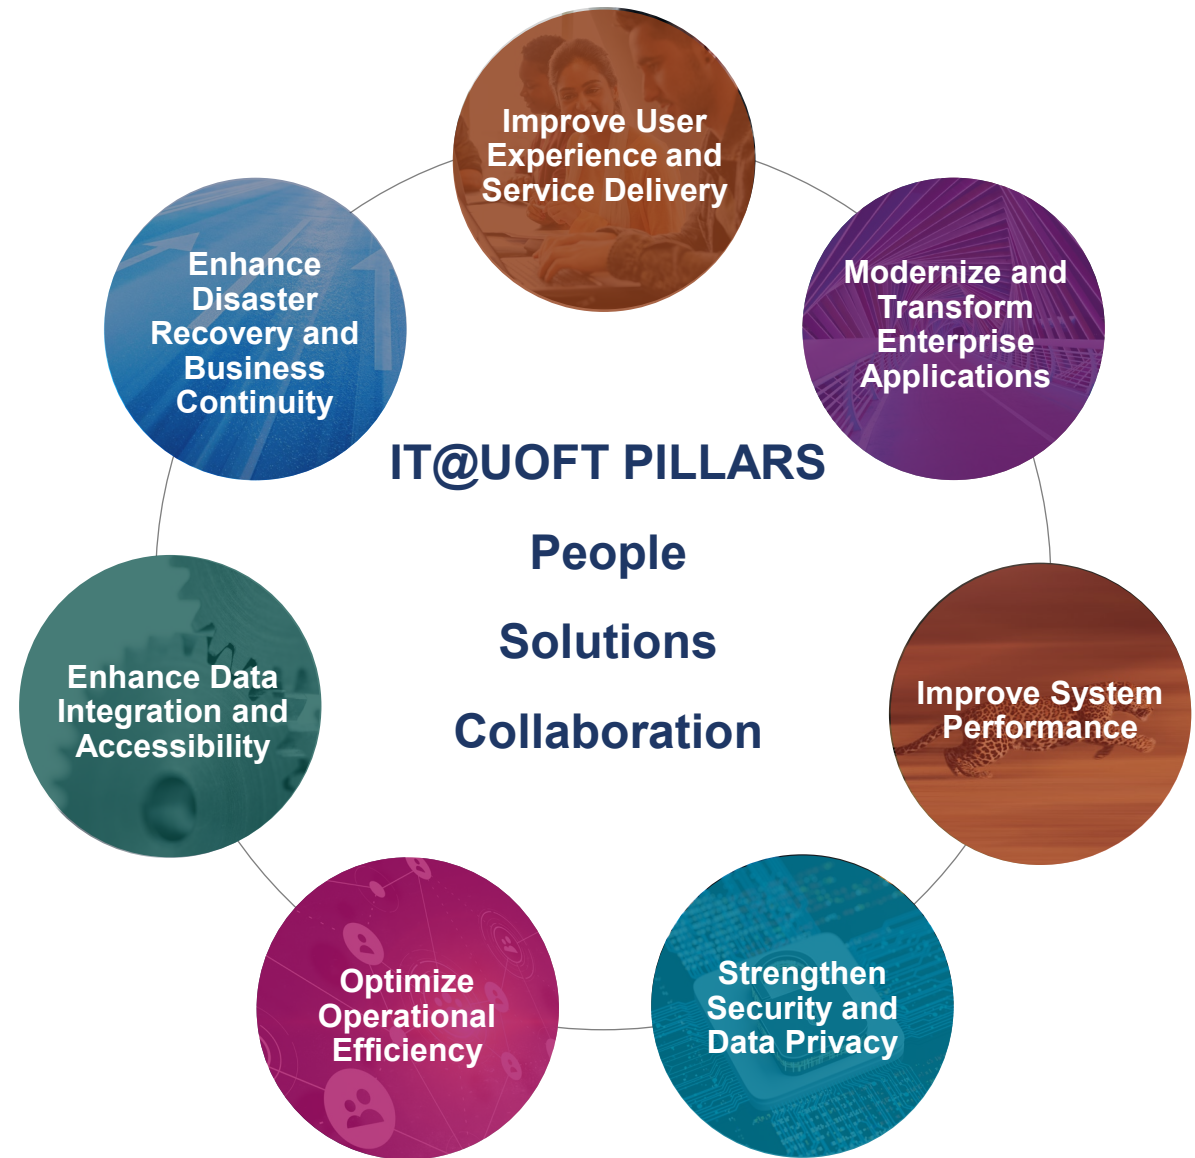 Improve User
Experience and
Service Delivery
Modernize and
Transform
Enterprise
Applications
Improve System
Performance
Strengthen
Security and
Data Privacy
Optimize
Operational
Efficiency
Enhance Data
Integration and
Accessibility
Enhance
Disaster
Recovery and
Business
Continuity
IT@UOFT PILLARS
People
Solutions
Collaboration